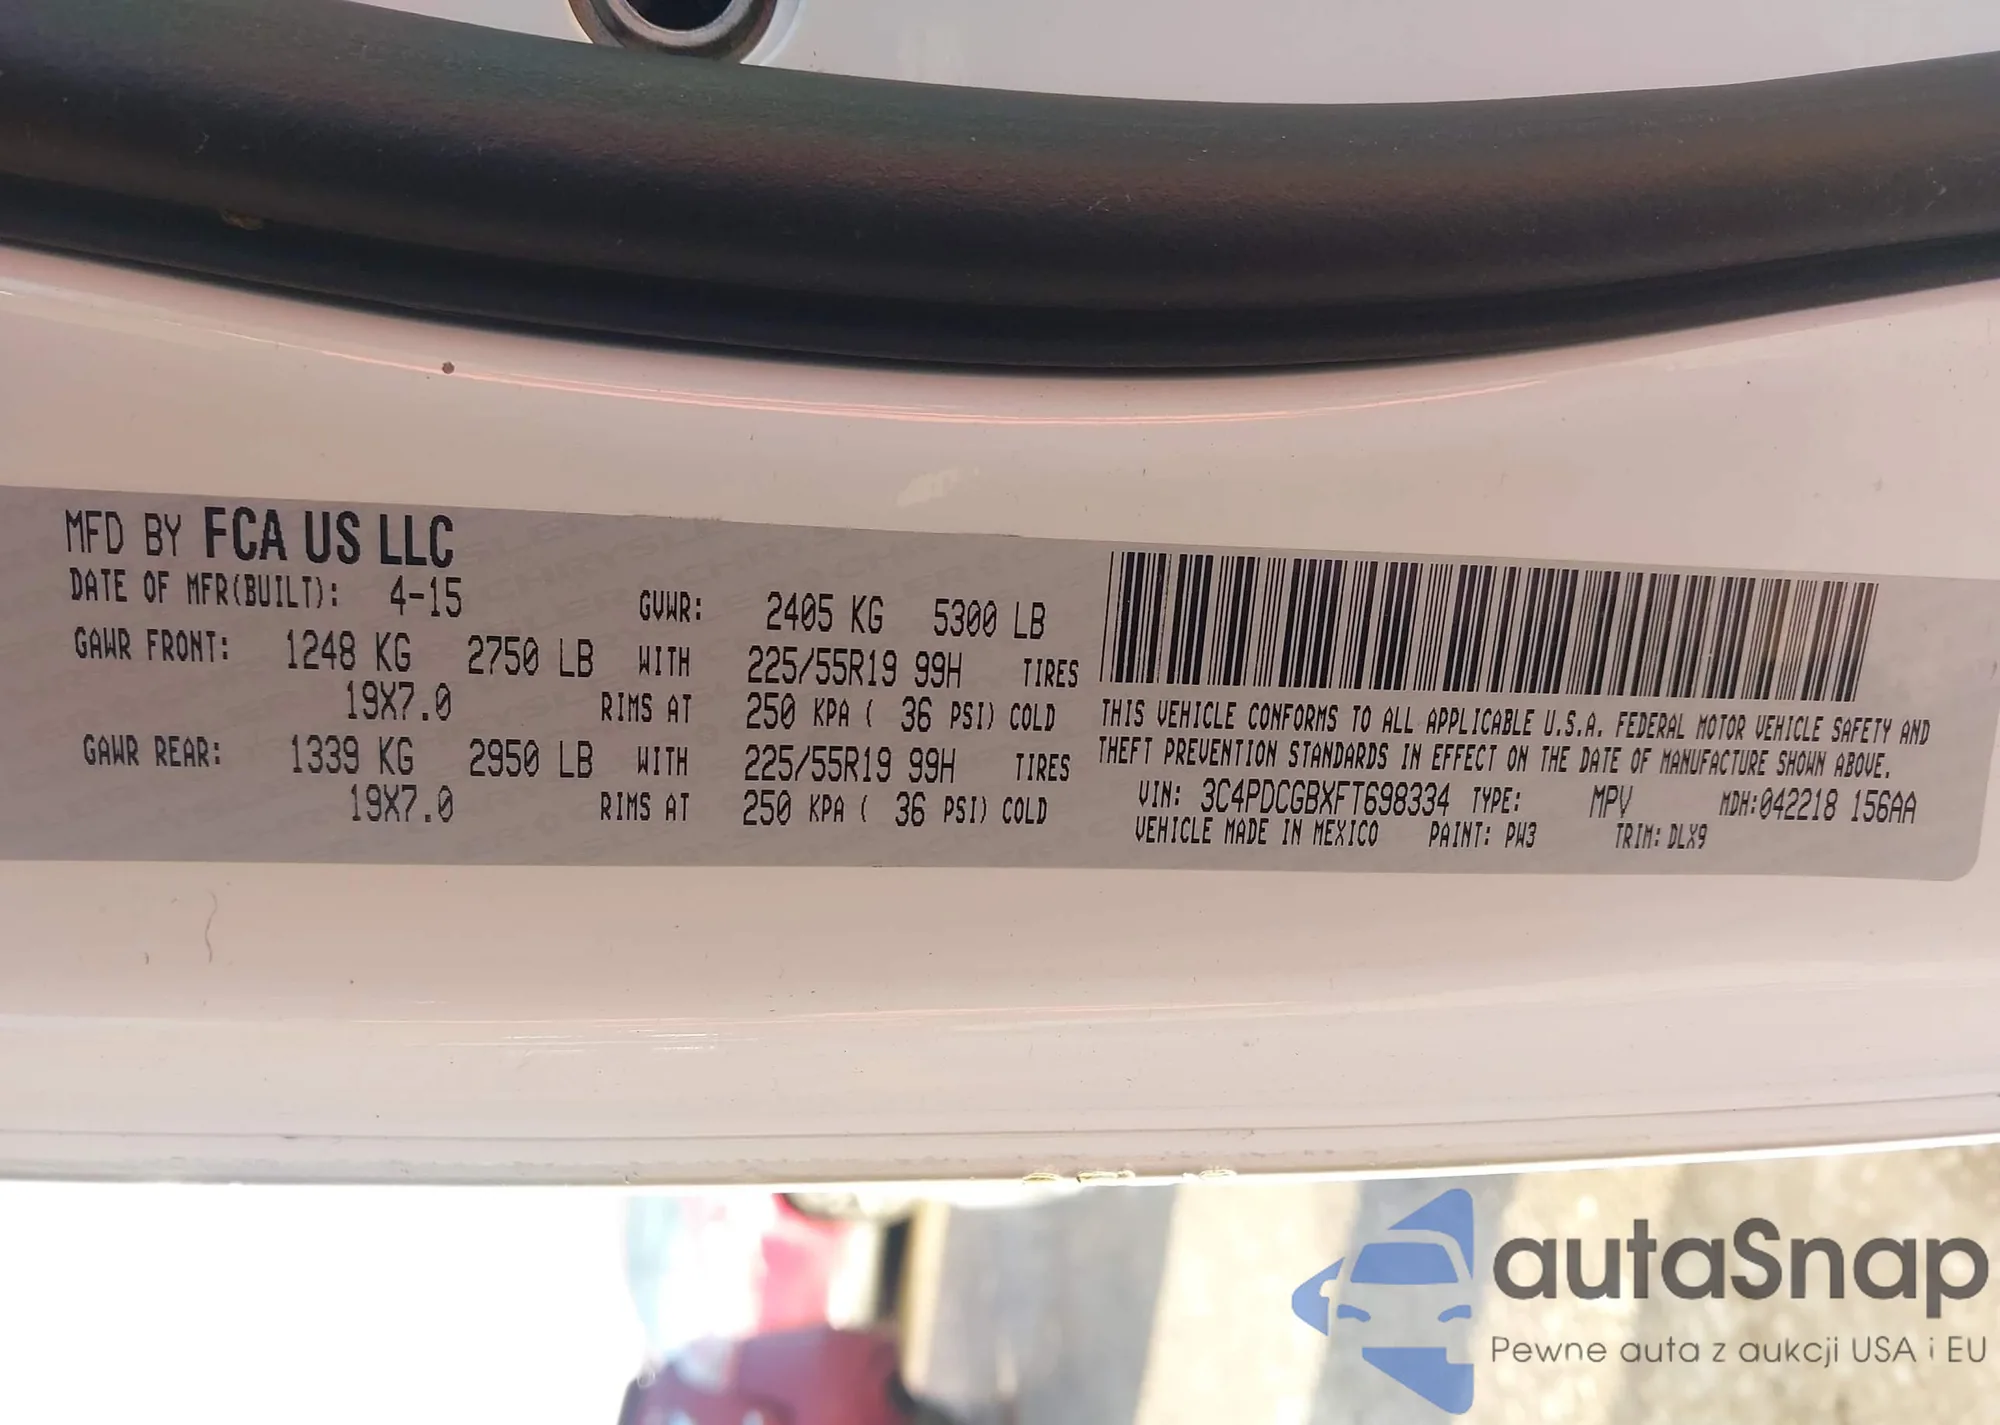 MFD BY FCA US LLC
DATE OF MFR(BUILT): 4-15 GVWR: 2405 KG 5300 LB
GAWR FRONT: 1248 KG 2750 LB WITH 225/55R19 99H TIRES
19X7.0 RIMS AT 250 KPA ( 36 PSI) COLD
GAWR REAR: 1339 KG 2950 LB WITH 225/55R19 99H TIRES
19X7.0 RIMS AT 250 KPA ( 36 PSI) COLD
THIS VEHICLE CONFORMS TO ALL APPLICABLE U.S.A. FEDERAL MOTOR VEHICLE SAFETY AND
THEFT PREVENTION STANDARDS IN EFFECT ON THE DATE OF MANUFACTURE SHOWN ABOVE.
VIN: 3C4PDCGBXFT698334 TYPE: MPV MDH:042218 156AA
VEHICLE MADE IN MEXICO PAINT: PW3 TRIM: DLX9
autaSnap
Pewne auta z aukcji USA i EU